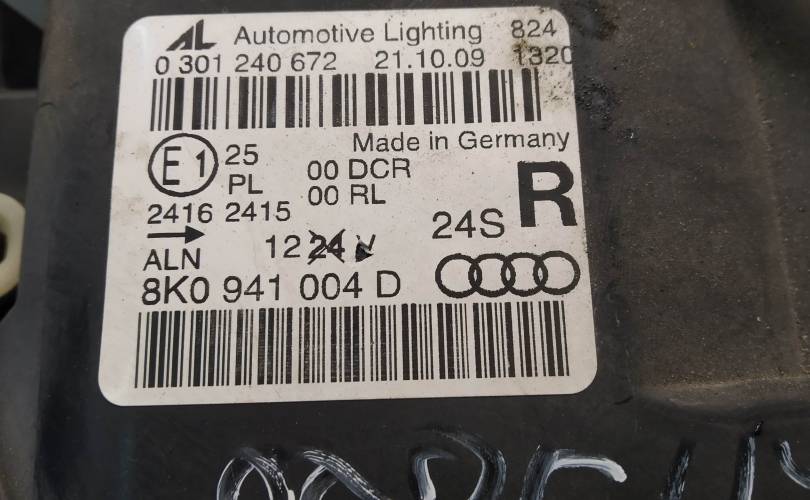 AL Automotive Lighting 824
0 301 240 672 21.10.09 1320
Made in Germany
E1 25 00 DCR
PL 00 RL
R
2416 2415 24S
→ 12 24 V
ALN
8K0 941 004 D